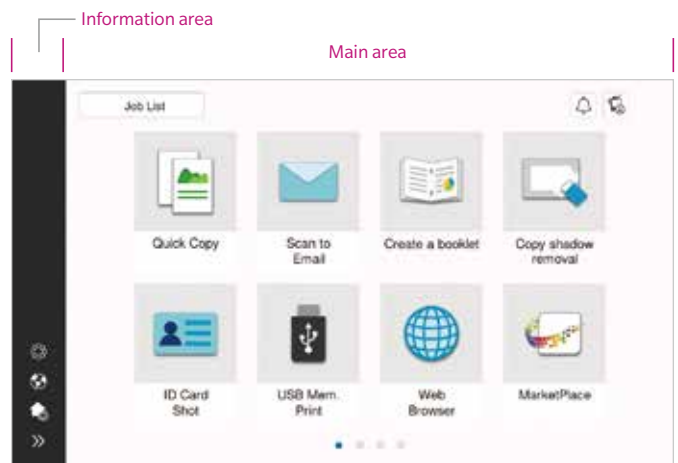 Information area
Main area
Job List
Quick Copy
Scan to
Email
Create a booklet
Copy shadow
removal
ID Card
Shot
USB Mem.
Print
Web
Browser
MarketPlace